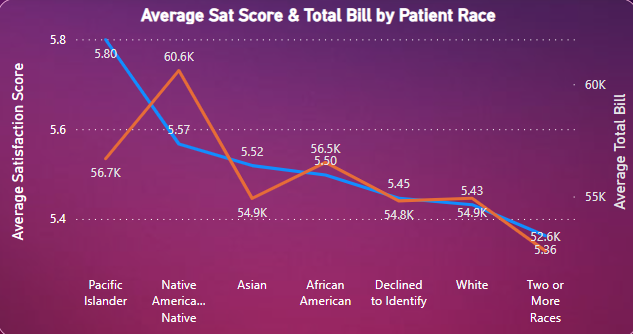 Average Sat Score & Total Bill by Patient Race
5.8
5.6
5.4
Average Satisfaction Score
60K
55K
Average Total Bill
5.80
5.57
5.52
5.50
5.45
5.43
5.36
56.7K
60.6K
54.9K
56.5K
54.8K
54.9K
52.6K
Pacific
Islander
Native
America...
Native
Asian
African
American
Declined
to Identify
White
Two or
More
Races